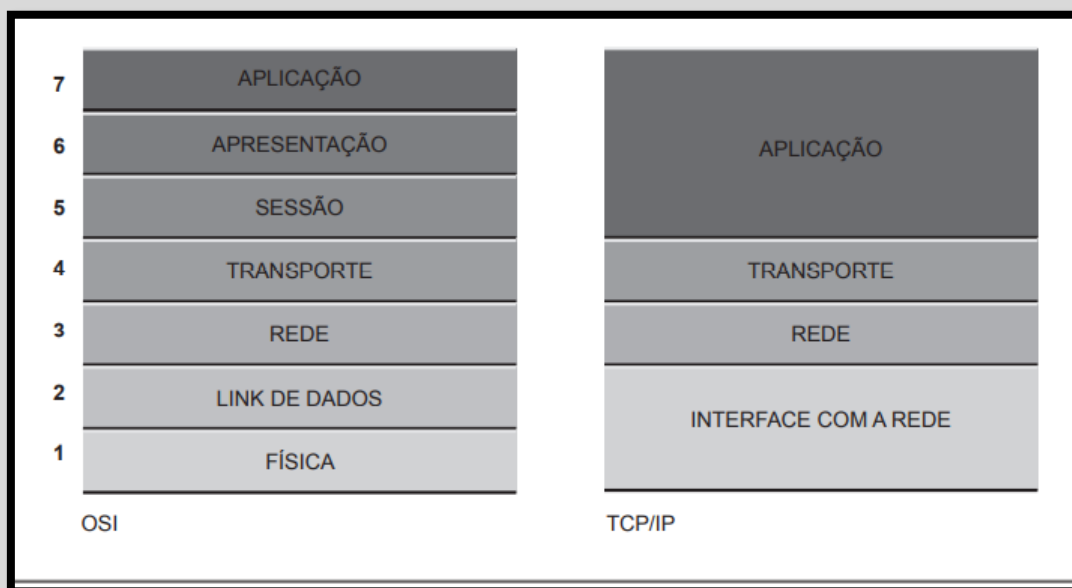 7 APLICAÇÃO
6 APRESENTAÇÃO
5 SESSÃO
4 TRANSPORTE
3 REDE
2 LINK DE DADOS
1 FÍSICA
OSI
APLICAÇÃO
TRANSPORTE
REDE
INTERFACE COM A REDE
TCP/IP